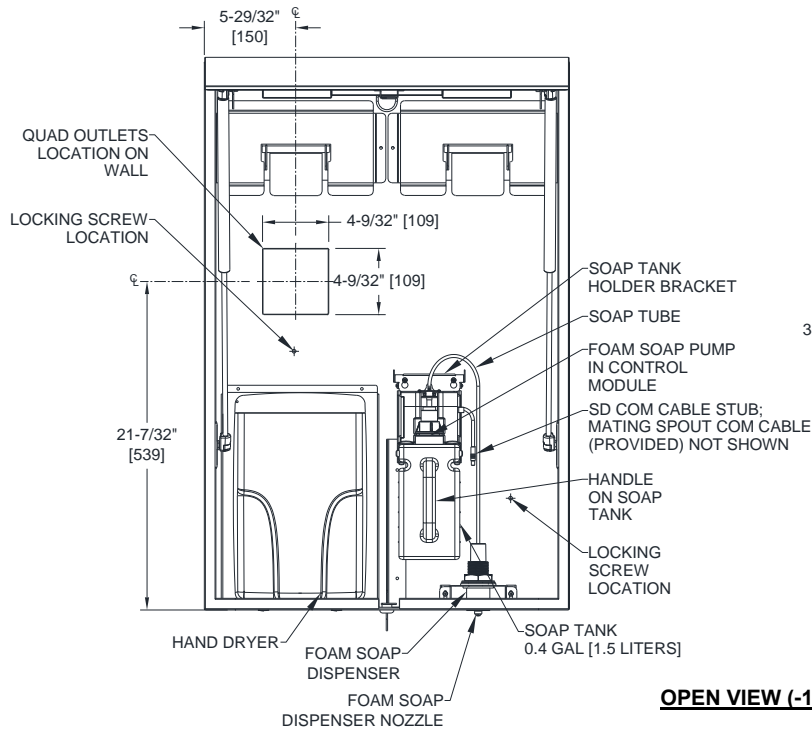 5-29/32"
[150]
℄
QUAD OUTLETS
LOCATION ON
WALL
LOCKING SCREW
LOCATION
4-9/32" [109]
℄
4-9/32" [109]
SOAP TANK
HOLDER BRACKET
SOAP TUBE
3
FOAM SOAP PUMP
IN CONTROL
MODULE
SD COM CABLE STUB;
MATING SPOUT COM CABLE
(PROVIDED) NOT SHOWN
21-7/32"
[539]
HANDLE
ON SOAP
TANK
LOCKING
SCREW
LOCATION
HAND DRYER
FOAM SOAP
DISPENSER
SOAP TANK
0.4 GAL [1.5 LITERS]
FOAM SOAP
DISPENSER NOZZLE
OPEN VIEW (-1